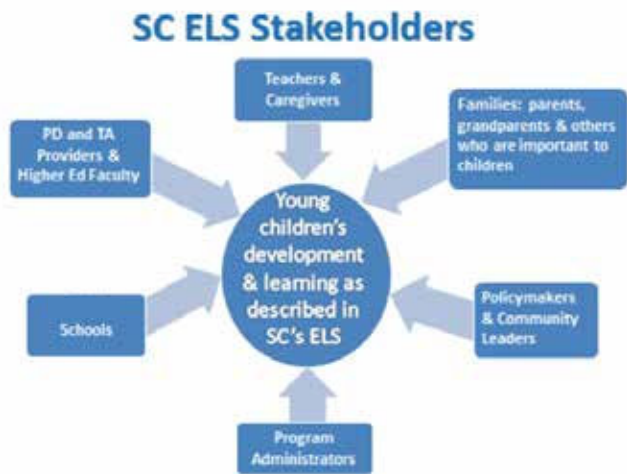 SC ELS Stakeholders
Teachers &
Caregivers
Families: parents,
grandparents & others
who are important to
children
PD and TA
Providers &
Higher Ed Faculty
Young
children's
development
& learning as
described in
SC's ELS
Schools
Policymakers
& Community
Leaders
Program
Administrators